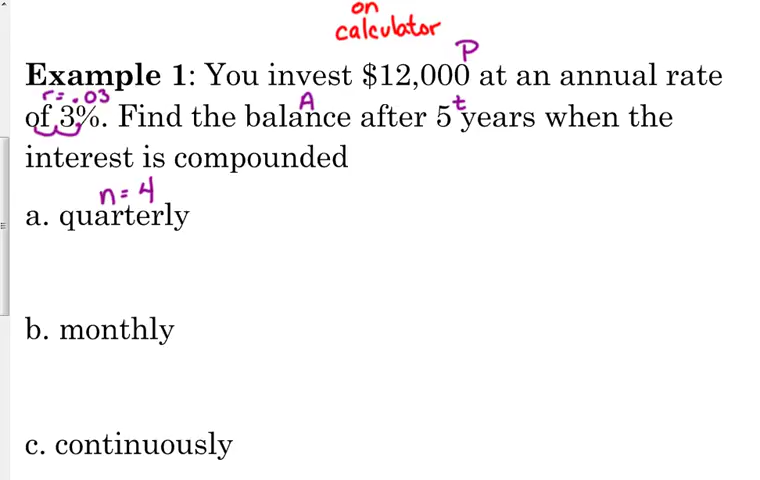 on
calculator
P
Example 1: You invest $12,000 at an annual rate
r=.03 A t
of 3%. Find the balance after 5 years when the
interest is compounded
n=4
a. quarterly
b. monthly
c. continuously